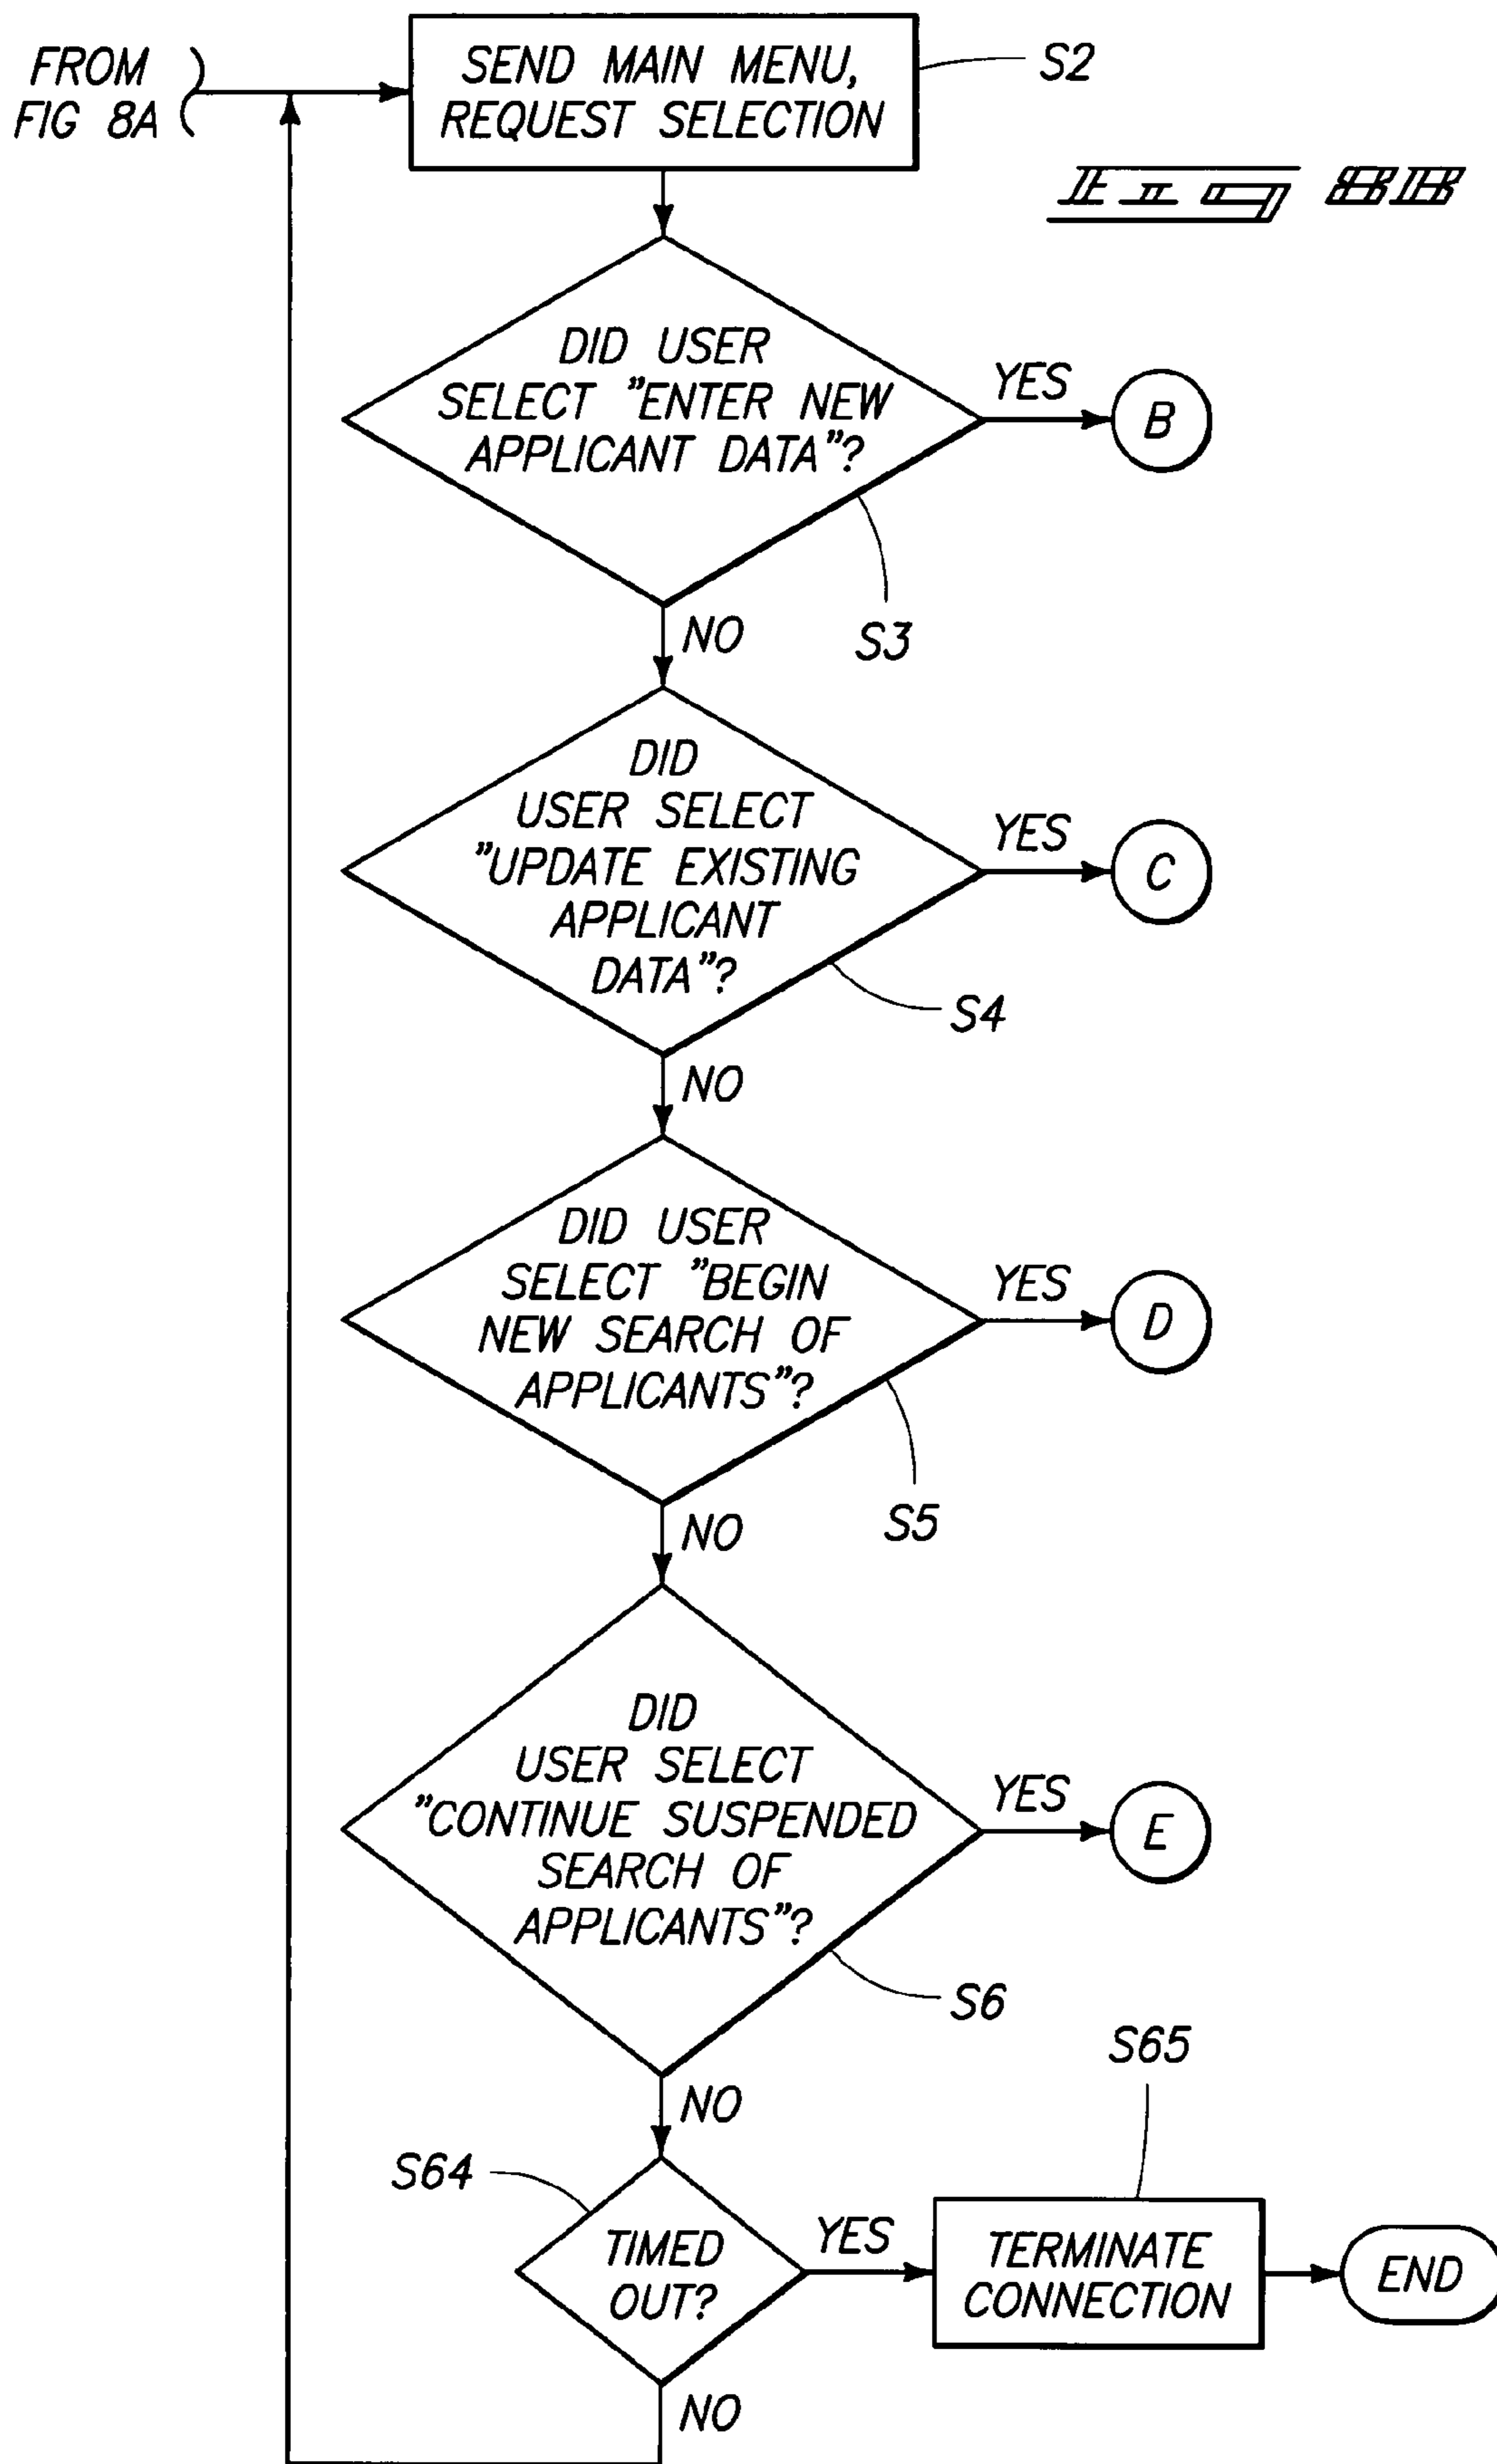 FROM
FIG 8A
SEND MAIN MENU,
REQUEST SELECTION
S2
Fig 8B
DID USER
SELECT "ENTER NEW
APPLICANT DATA"?
YES
B
S3
NO
DID
USER SELECT
"UPDATE EXISTING
APPLICANT
DATA"?
YES
C
S4
NO
DID USER
SELECT "BEGIN
NEW SEARCH OF
APPLICANTS"?
YES
D
S5
NO
DID
USER SELECT
"CONTINUE SUSPENDED
SEARCH OF
APPLICANTS"?
YES
E
S6
NO
S65
S64
TIMED
OUT?
YES
TERMINATE
CONNECTION
END
NO